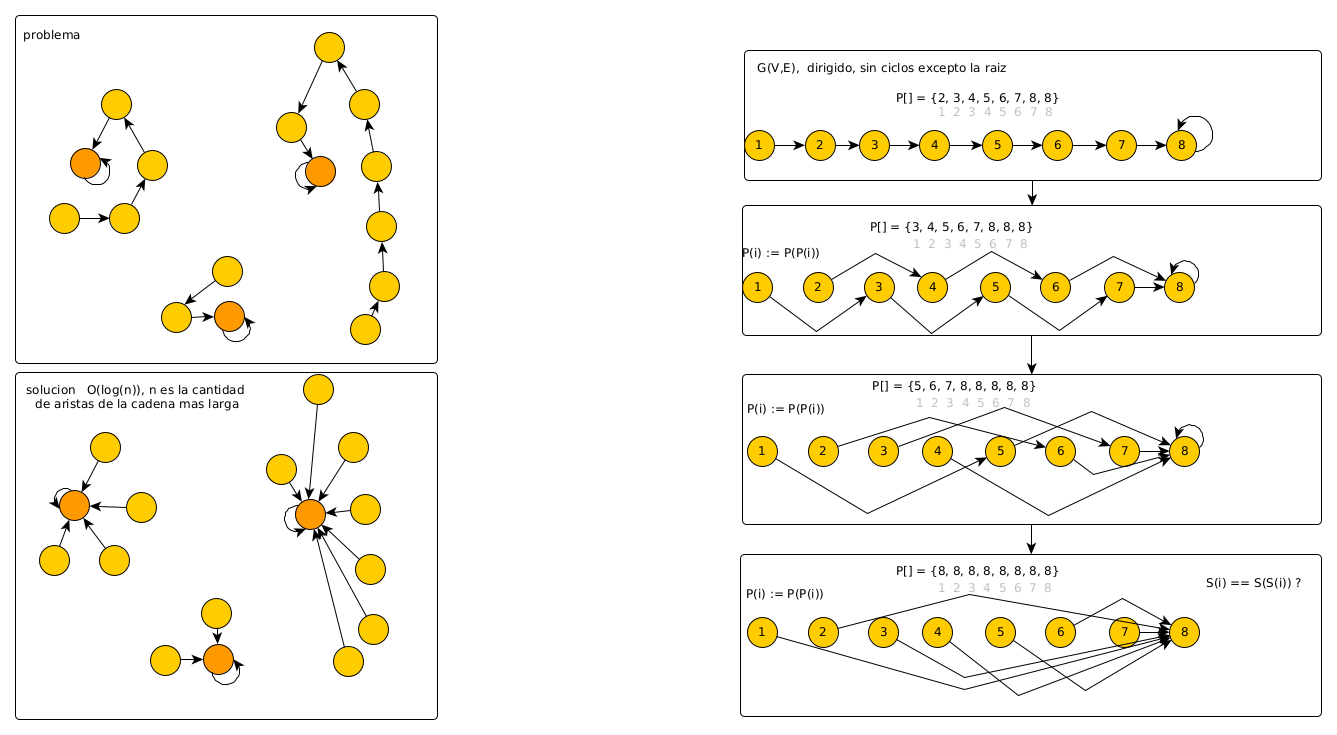 problema
solucion   O(log(n)), n es la cantidad
de aristas de la cadena mas larga
G(V,E),  dirigido, sin ciclos excepto la raiz
P[] = {2, 3, 4, 5, 6, 7, 8, 8}
1 2 3 4 5 6 7 8
1 2 3 4 5 6 7 8
P[] = {3, 4, 5, 6, 7, 8, 8, 8}
1 2 3 4 5 6 7 8
P(i) := P(P(i))
1 2 3 4 5 6 7 8
P[] = {5, 6, 7, 8, 8, 8, 8, 8}
1 2 3 4 5 6 7 8
P(i) := P(P(i))
1 2 3 4 5 6 7 8
P[] = {8, 8, 8, 8, 8, 8, 8, 8}
S(i) == S(S(i)) ?
1 2 3 4 5 6 7 8
P(i) := P(P(i))
1 2 3 4 5 6 7 8